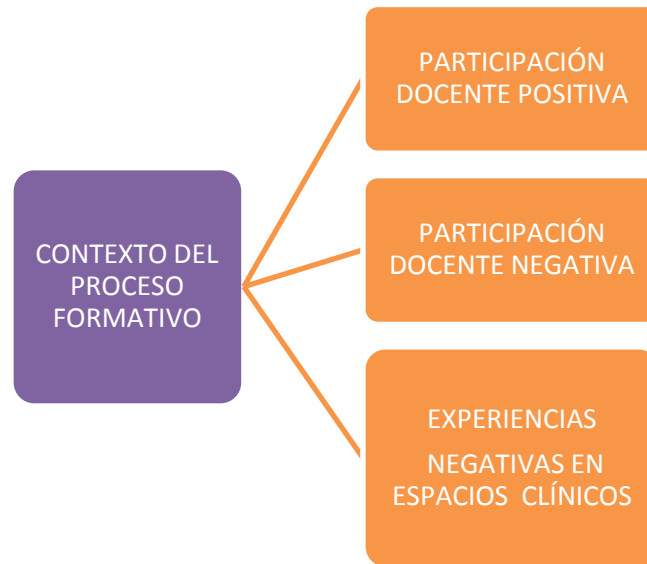 CONTEXTO DEL
PROCESO
FORMATIVO
PARTICIPACIÓN
DOCENTE POSITIVA
PARTICIPACIÓN
DOCENTE NEGATIVA
EXPERIENCIAS
NEGATIVAS EN
ESPACIOS CLÍNICOS